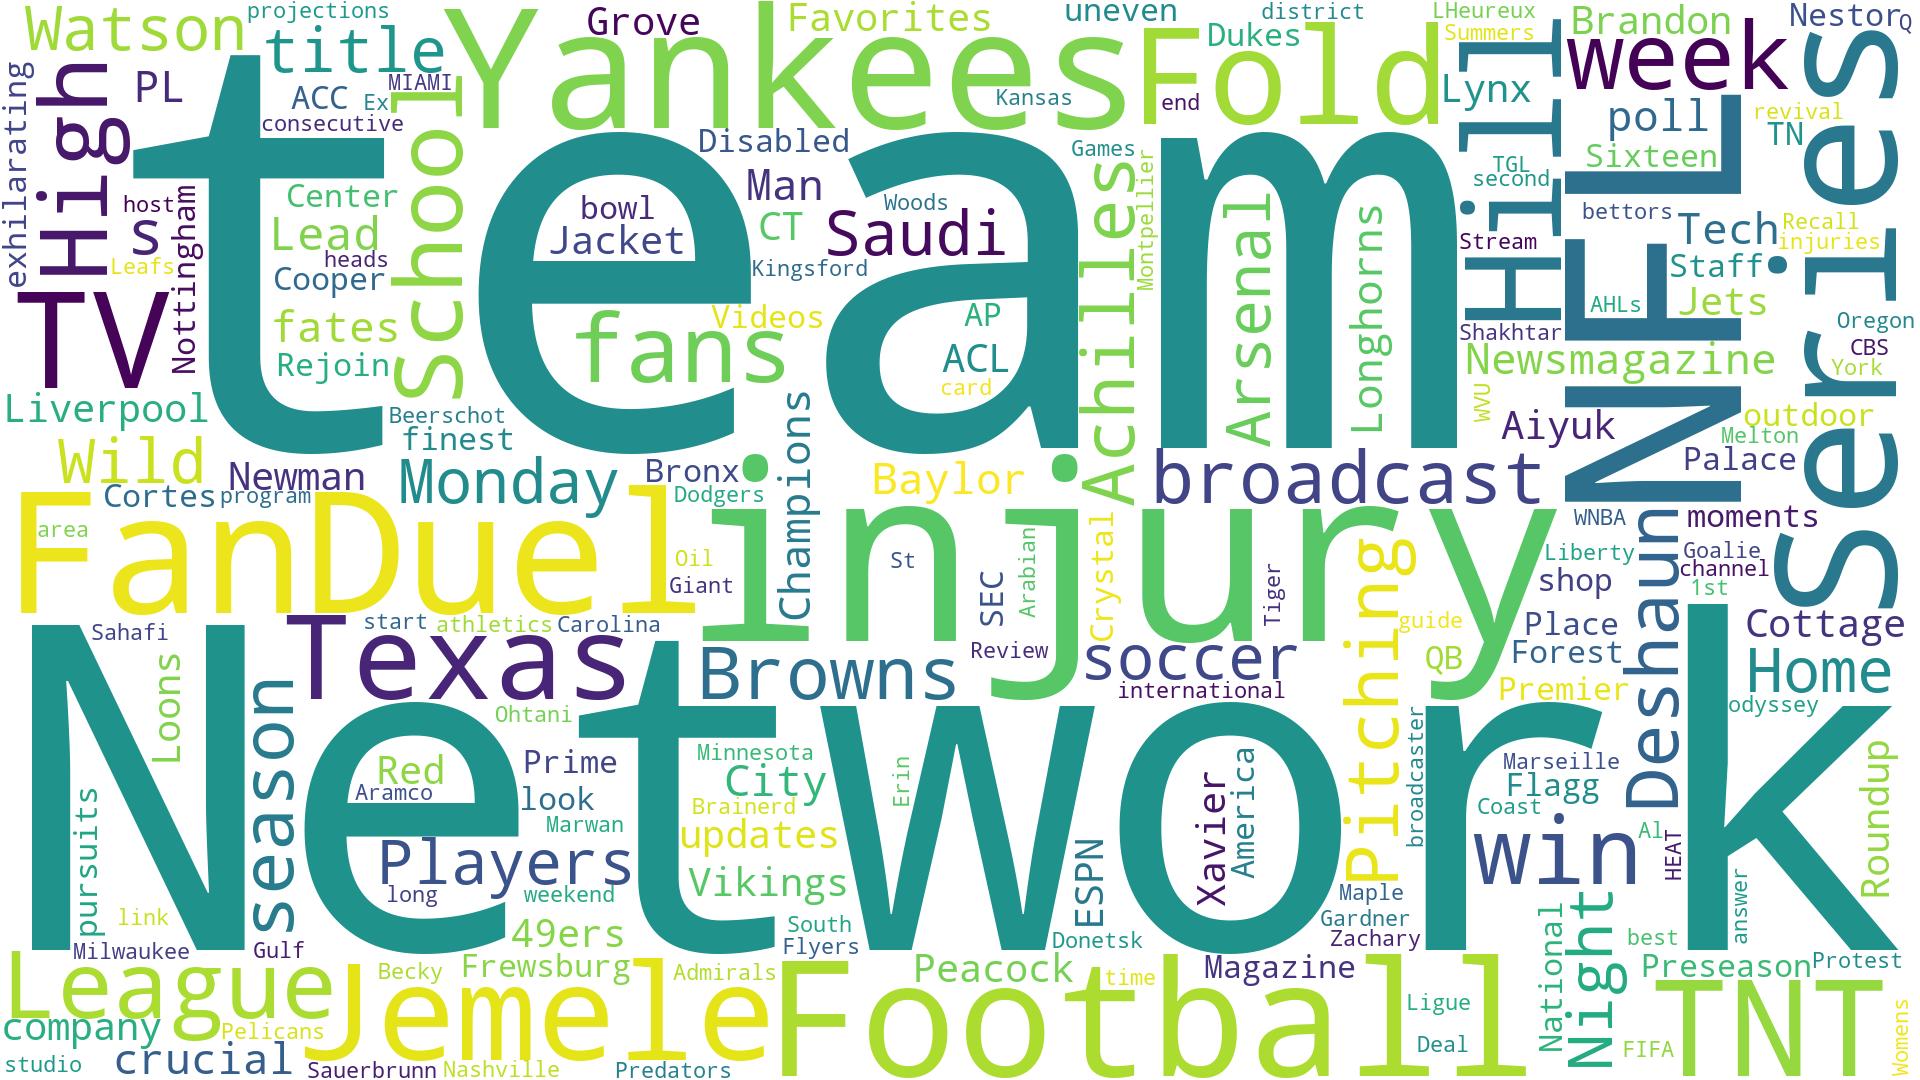 team
Network
injury
NFL
Series
Football
FanDuel
Yankees
Texas
TV
TNT
Jemele
League
Fold
High
School
week
Hill
Deshaun
win
season
Players
Browns
soccer
broadcast
Pitching
Achilles
Arsenal
fans
Saudi
Monday
title
Watson
Night
Home
Wild
crucial
company
Longhorns
Champions
Xavier
ESPN
Baylor
Newsmagazine
Aiyuk
Liverpool
Newman
Vikings
49ers
updates
City
Cottage
Roundup
Preseason
Peacock
Magazine
Frewsburg
Favorites
Grove
projections
uneven
district
Dukes
LHeureux
Summers
Brandon
Nestor
Q
PL
ACC
MIAMI
Ex
consecutive
exhilarating
Kansas
end
Lynx
poll
revival
TN
Sixteen
Disabled
Games
Montpellier
TGL
second
host
s
Nottingham
Leafs
Center
Lead
heads
Cooper
fates
Rejoin
bowl
Jacket
Man
CT
Woods
Kingsford
Videos
AP
ACL
card
Stream
bettors
Tech
Recall
injuries
Staff
AHLs
Jets
Oregon
CBS
York
Shakhtar
WVU
outdoor
Melton
Palace
Beerschot
finest
Bronx
Dodgers
Cortes
program
area
Oil
Giant
St
SEC
Arabian
Crystal
Tiger
WNBA
moments
Liberty
Goalie
channel
shop
1st
Sahafi
start
athletics
Carolina
Review
international
guide
QB
Place
Forest
Premier
odyssey
Loons
Ohtani
Red
Aramco
Prime
look
Marwan
Minnesota
Brainerd
Erin
America
broadcaster
Marseille
Flagg
Coast
Al
HEAT
pursuits
link
Milwaukee
Gulf
long
weekend
South
Flyers
Donetsk
Maple
Gardner
Zachary
answer
best
National
Protest
Becky
Admirals
time
Ligue
Deal
FIFA
Womens
Pelicans
studio
Sauerbrunn
Nashville
Predators